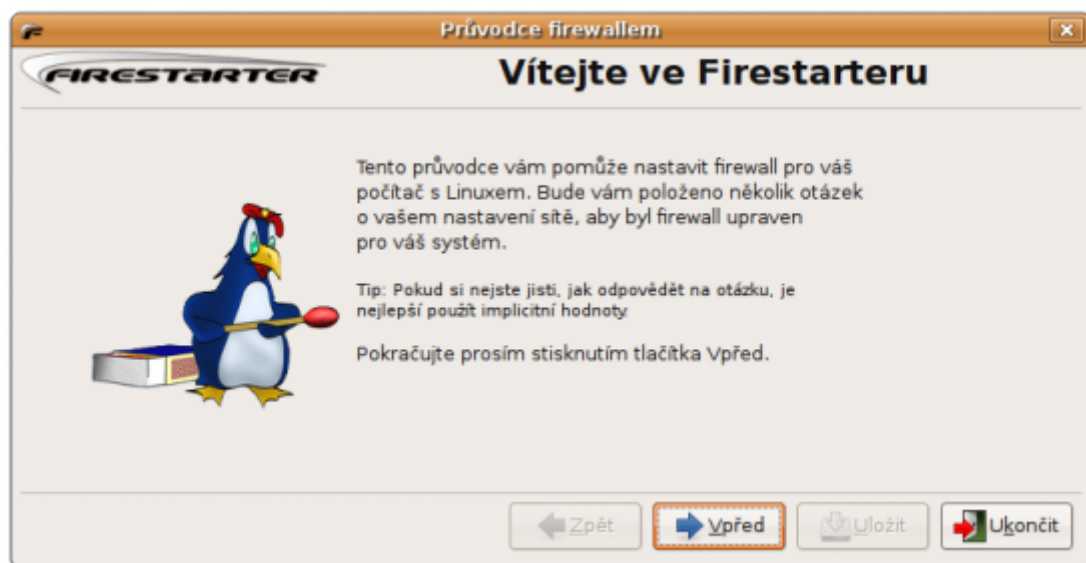 Průvodce firewallem
FIRESTARTER
Vítejte ve Firestarteru
Tento průvodce vám pomůže nastavit firewall pro váš
počítač s Linuxem. Bude vám položeno několik otázek
o vašem nastavení sítě, aby byl firewall upraven
pro váš systém.
Tip: Pokud si nejste jisti, jak odpovědět na otázku, je
nejlepší použít implicitní hodnoty.
Pokračujte prosím stisknutím tlačítka Vpřed.
Zpět Vpřed Uložit Ukončit